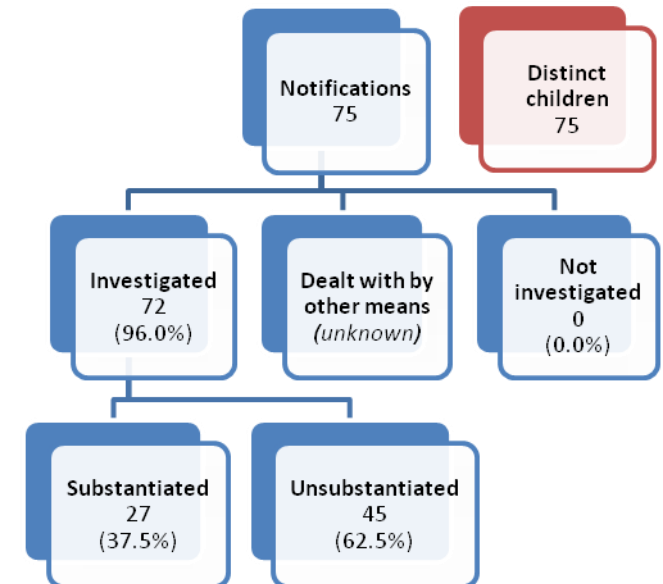 Notifications
75
Distinct
children
75
Investigated
72
(96.0%)
Dealt with by
other means
(unknown)
Not
investigated
0
(0.0%)
Substantiated
27
(37.5%)
Unsubstantiated
45
(62.5%)